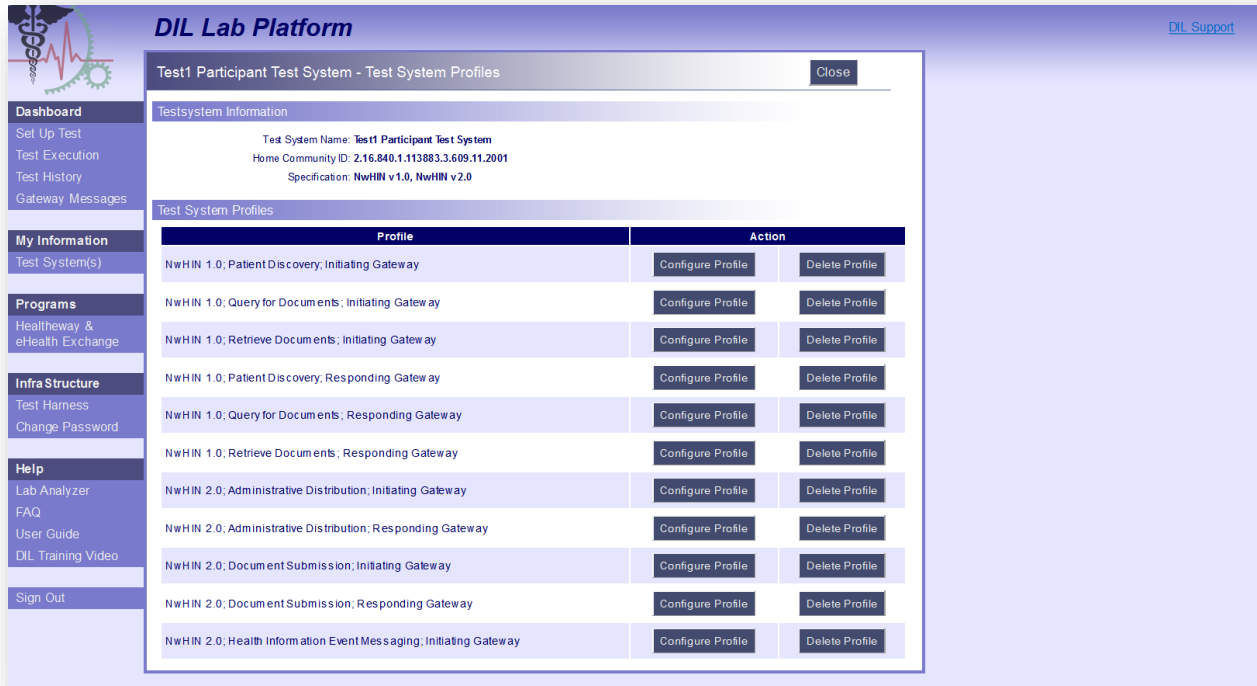 DIL Lab Platform
DIL Support
Test1 Participant Test System - Test System Profiles
Close
Dashboard
Set Up Test
Test Execution
Test History
Gateway Messages
My Information
Test System(s)
Programs
Healtheway &
eHealth Exchange
InfraStructure
Test Harness
Change Password
Help
Lab Analyzer
FAQ
User Guide
DIL Training Video
Sign Out
Testsystem Information
Test System Name: Test1 Participant Test System
Home Community ID: 2.16.840.1.113883.3.609.11.2001
Specification: NwHIN v1.0, NwHIN v2.0
Test System Profiles
Profile Action
NwHIN 1.0; Patient Discovery; Initiating Gateway Configure Profile Delete Profile
NwHIN 1.0; Query for Documents; Initiating Gateway Configure Profile Delete Profile
NwHIN 1.0; Retrieve Documents; Initiating Gateway Configure Profile Delete Profile
NwHIN 1.0; Patient Discovery; Responding Gateway Configure Profile Delete Profile
NwHIN 1.0; Query for Documents; Responding Gateway Configure Profile Delete Profile
NwHIN 1.0; Retrieve Documents; Responding Gateway Configure Profile Delete Profile
NwHIN 2.0; Administrative Distribution; Initiating Gateway Configure Profile Delete Profile
NwHIN 2.0; Administrative Distribution; Responding Gateway Configure Profile Delete Profile
NwHIN 2.0; Document Submission; Initiating Gateway Configure Profile Delete Profile
NwHIN 2.0; Document Submission; Responding Gateway Configure Profile Delete Profile
NwHIN 2.0; Health Information Event Messaging; Initiating Gateway Configure Profile Delete Profile